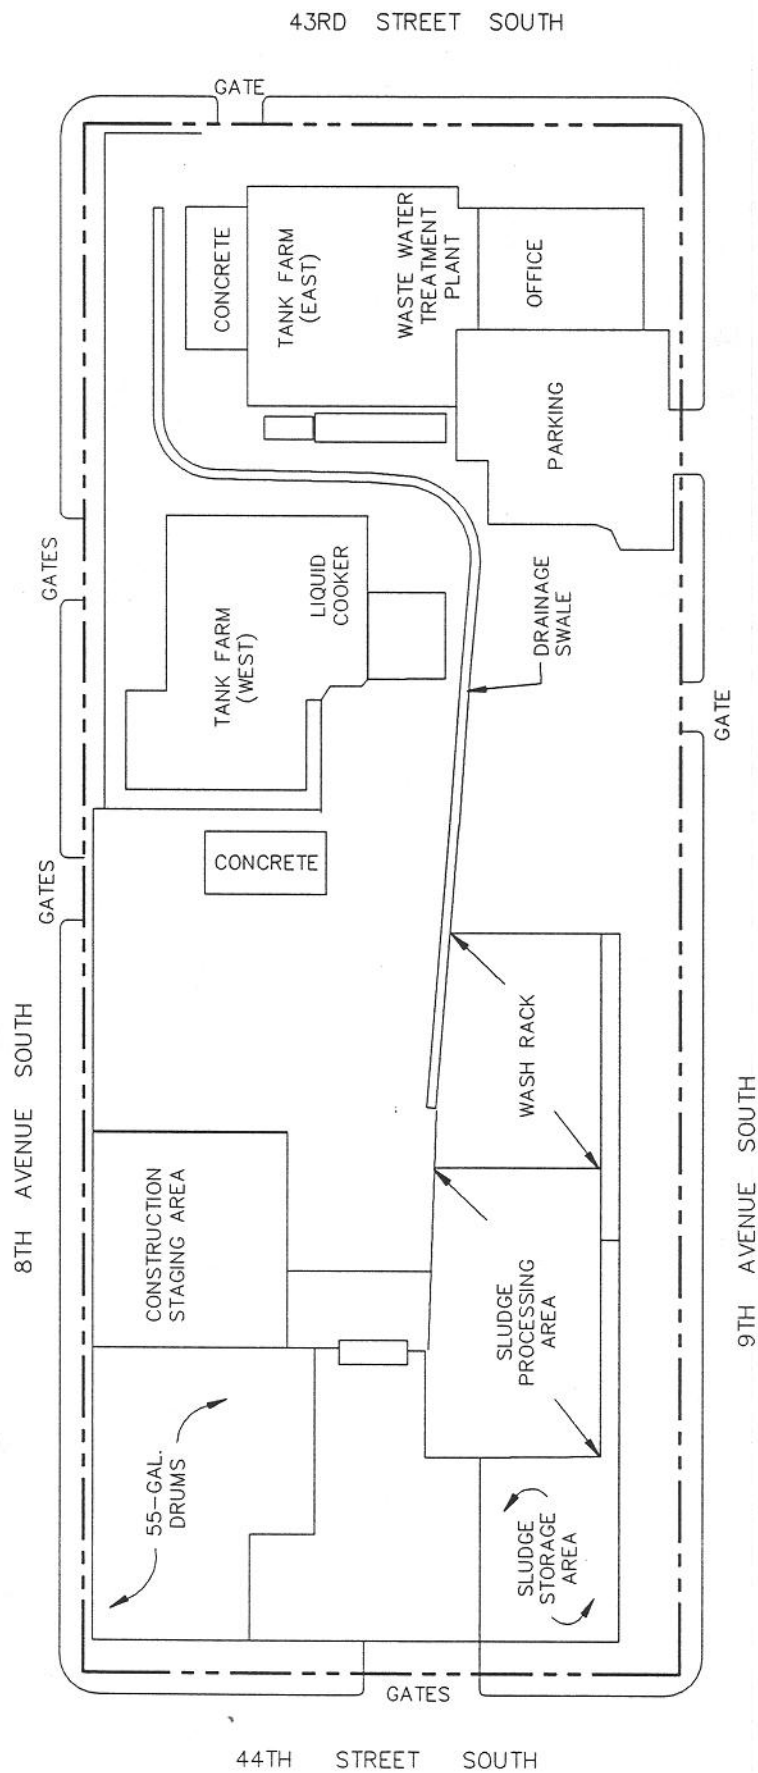 43RD STREET SOUTH
GATE
CONCRETE
TANK FARM
(EAST)
WASTE WATER
TREATMENT
PLANT
OFFICE
PARKING
GATES
LIQUID
COOKER
TANK FARM
(WEST)
DRAINAGE
SWALE
GATE
GATES
CONCRETE
8TH AVENUE SOUTH
WASH RACK
9TH AVENUE SOUTH
CONSTRUCTION
STAGING AREA
SLUDGE
PROCESSING
AREA
55-GAL.
DRUMS
SLUDGE
STORAGE
AREA
GATES
44TH STREET SOUTH